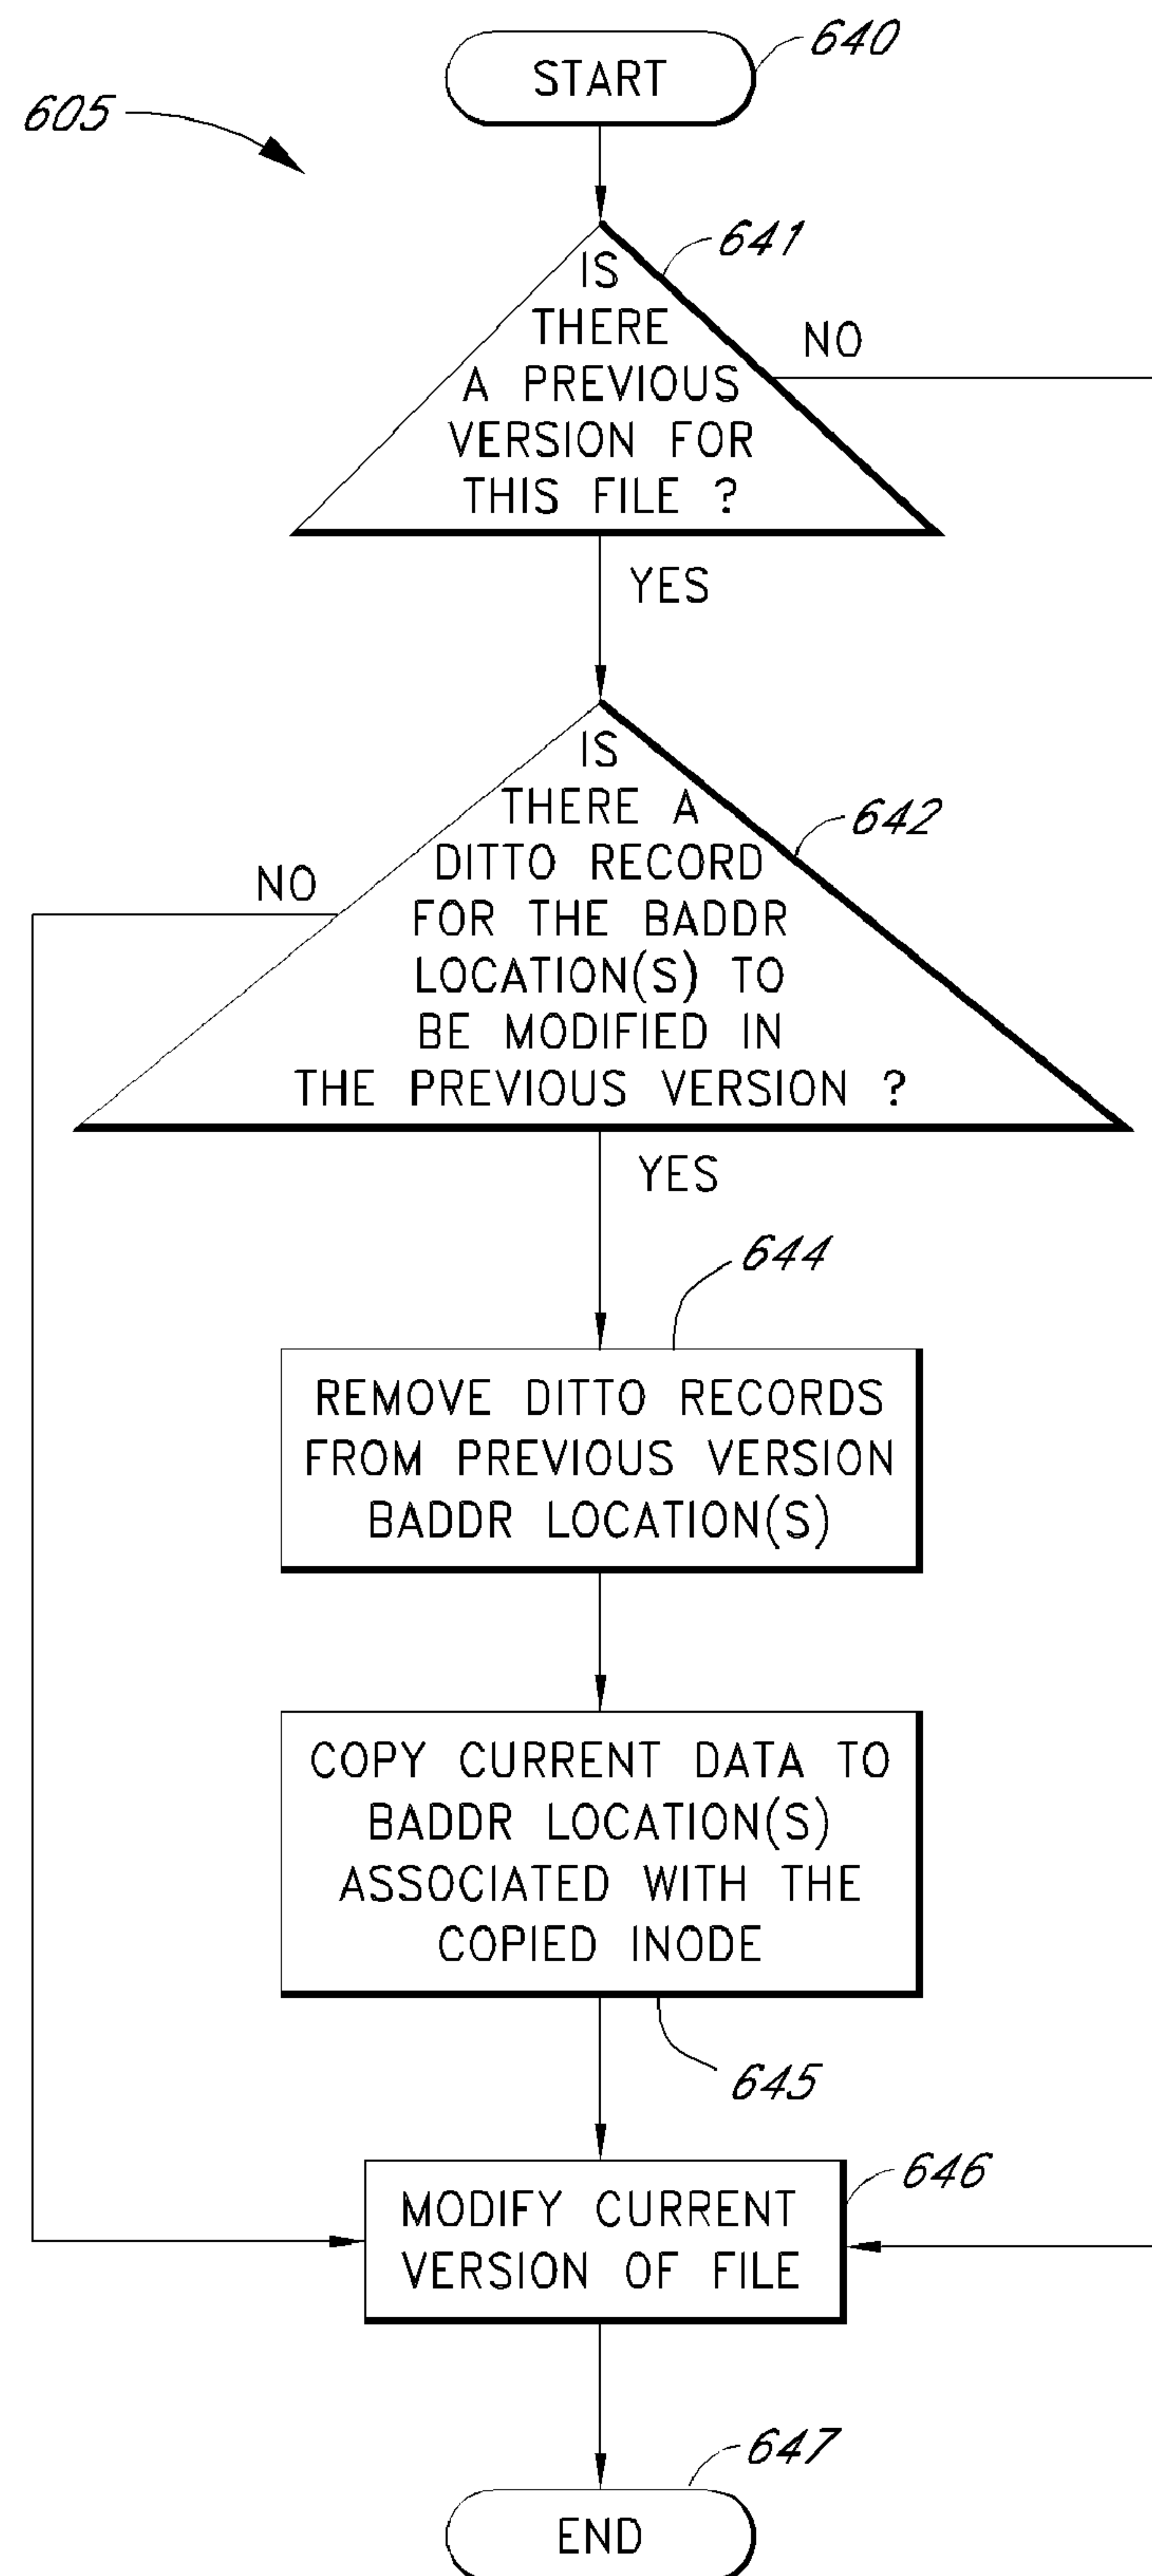 START
640
605
641
IS
THERE
A PREVIOUS
VERSION FOR
THIS FILE ?
NO
YES
IS
THERE A
DITTO RECORD
FOR THE BADDR
LOCATION(S) TO
BE MODIFIED IN
THE PREVIOUS VERSION ?
642
NO
YES
644
REMOVE DITTO RECORDS
FROM PREVIOUS VERSION
BADDR LOCATION(S)
COPY CURRENT DATA TO
BADDR LOCATION(S)
ASSOCIATED WITH THE
COPIED INODE
645
646
MODIFY CURRENT
VERSION OF FILE
647
END